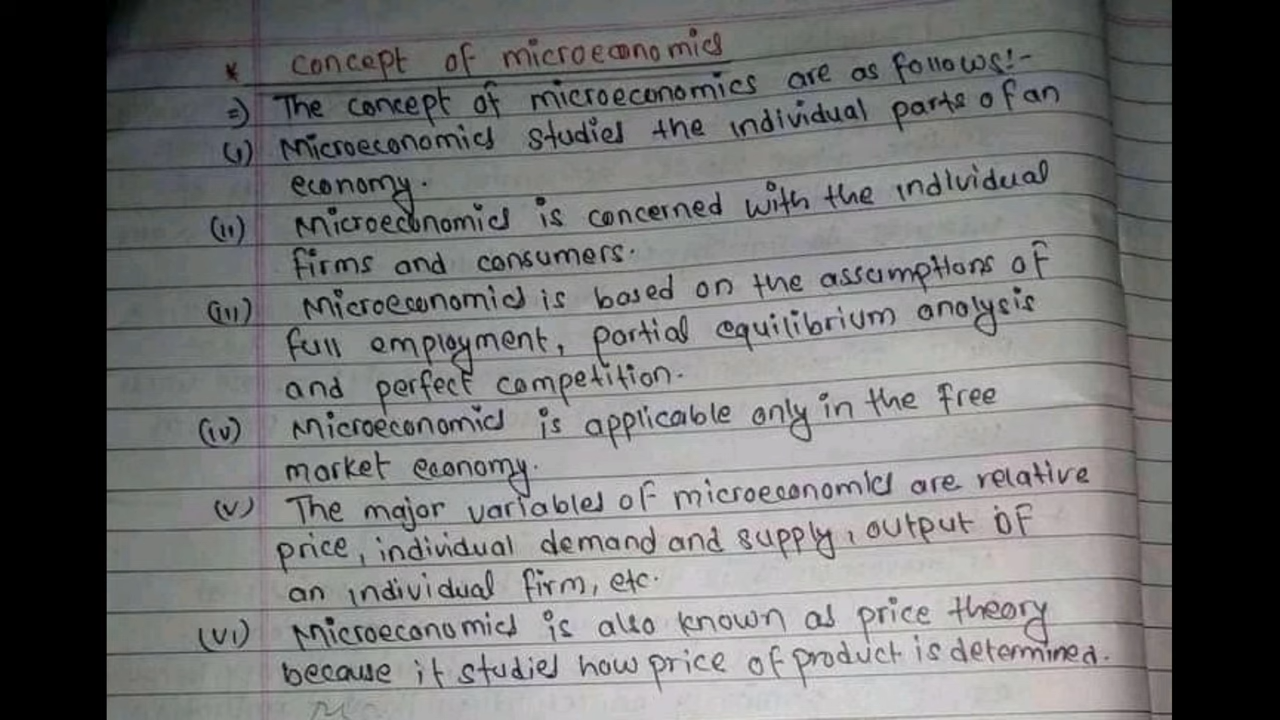 * concept of microeconomics
⇒) The concept of microeconomics are as follows:-
(i) Microeconomics studies the individual parts of an
economy.
(ii) Microeconomics is concerned with the individual
firms and consumers.
(iii) Microeconomics is based on the assumptions of
full employment, partial equilibrium analysis
and perfect competition.
(iv) Microeconomics is applicable only in the free
market economy.
(v) The major variables of microeconomics are relative
price, individual demand and supply, output of
an individual firm, etc.
(vi) Microeconomics is also known as price theory
because it studies how price of product is determined.